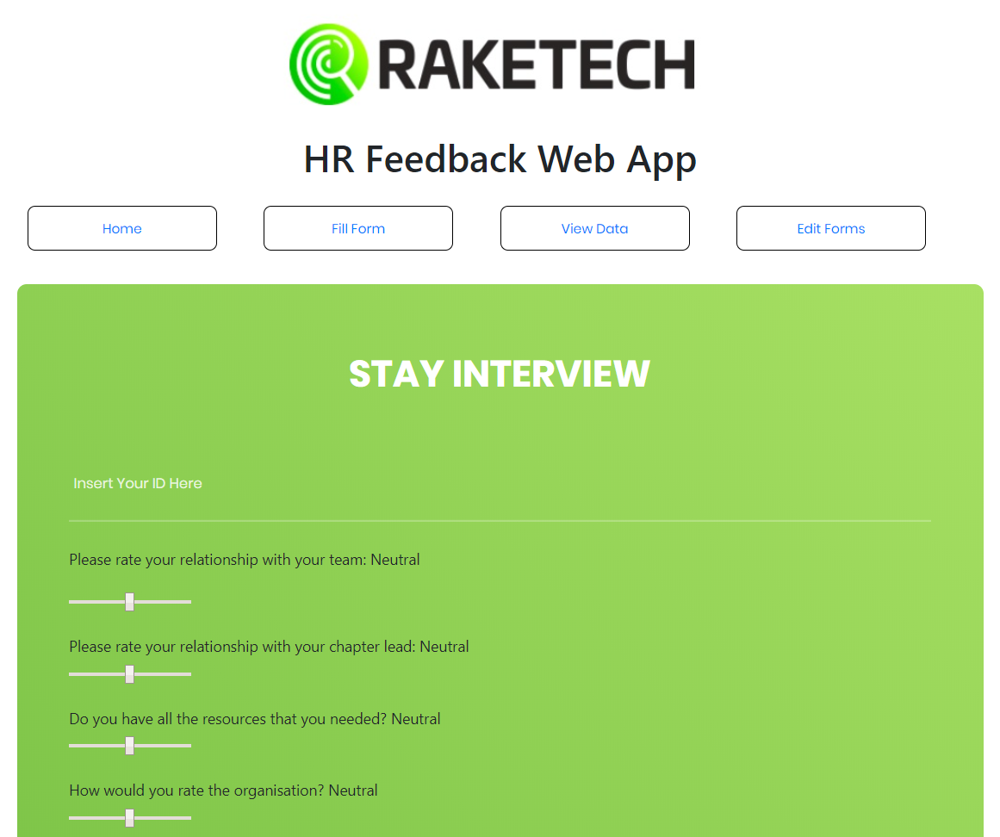 RAKETECH
HR Feedback Web App
Home
Fill Form
View Data
Edit Forms
STAY INTERVIEW
Insert Your ID Here
Please rate your relationship with your team: Neutral
Please rate your relationship with your chapter lead: Neutral
Do you have all the resources that you needed? Neutral
How would you rate the organisation? Neutral